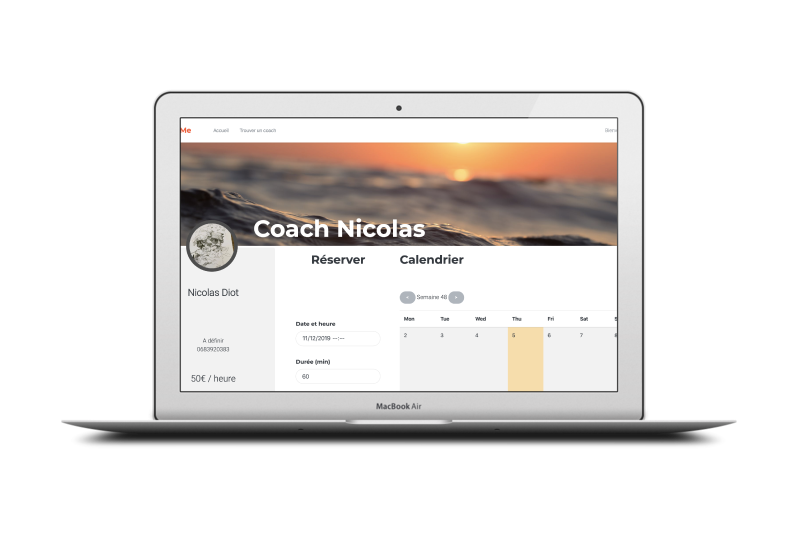 Me Accueil Trouver un coach
Coach Nicolas
Réserver Calendrier
Nicolas Diot
Semaine 48
Mon Tue Wed Thu Fri Sat S
Date et heure
2 3 4 5 6 7 8
11/12/2019 --:--
A définir
0683920383
Durée (min)
50€ / heure
60
MacBook Air